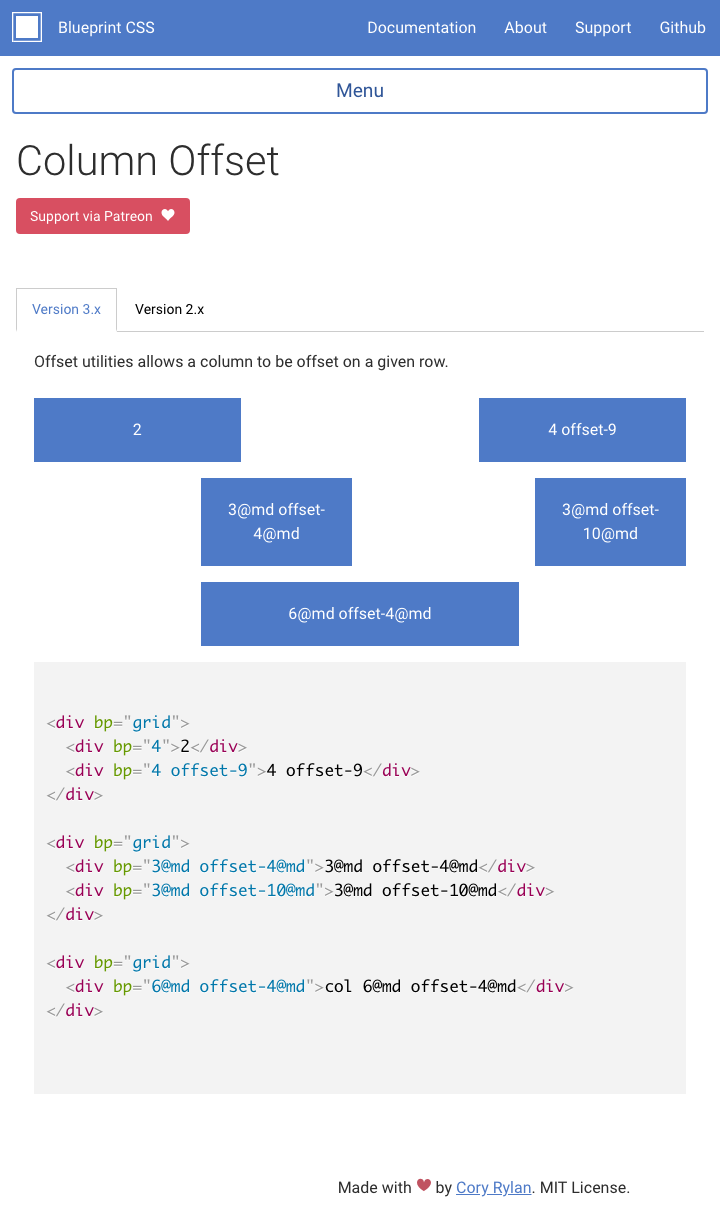 Blueprint CSS Documentation About Support Github
Menu
Column Offset
Support via Patreon
Version 3.x Version 2.x
Offset utilities allows a column to be offset on a given row.
2 4 offset-9
3@md offset-
4@md
3@md offset-
10@md
6@md offset-4@md
<div bp="grid">
  <div bp="4">2</div>
  <div bp="4 offset-9">4 offset-9</div>
</div>

<div bp="grid">
  <div bp="3@md offset-4@md">3@md offset-4@md</div>
  <div bp="3@md offset-10@md">3@md offset-10@md</div>
</div>

<div bp="grid">
  <div bp="6@md offset-4@md">col 6@md offset-4@md</div>
</div>
Made with ❤ by Cory Rylan. MIT License.